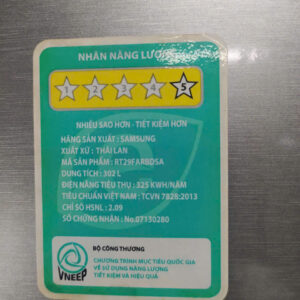 NHÃN NĂNG LƯỢNG
1 2 3 4 5
NHIỀU SAO HƠN - TIẾT KIỆM HƠN
HÃNG SẢN XUẤT : SAMSUNG
XUẤT XỨ : THÁI LAN
MÃ SẢN PHẨM : RT29FARBDSA
DUNG TÍCH : 302 L
ĐIỆN NĂNG TIÊU THỤ : 325 KWH/NĂM
TIÊU CHUẨN VIỆT NAM : TCVN 7828:2013
CHỈ SỐ HSNL : 2.09
SỐ CHỨNG NHẬN : No.07130280
BỘ CÔNG THƯƠNG
CHƯƠNG TRÌNH MỤC TIÊU QUỐC GIA
VỀ SỬ DỤNG NĂNG LƯỢNG
TIẾT KIỆM VÀ HIỆU QUẢ
VNEEP